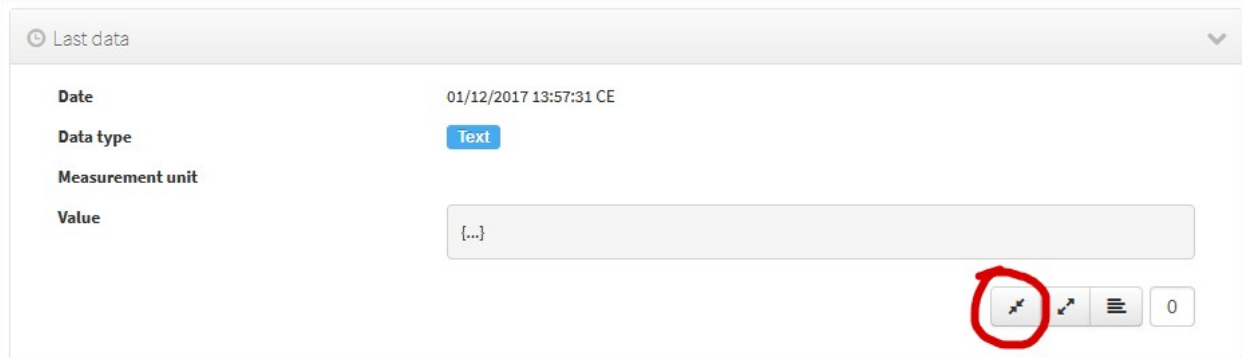 Last data
Date 01/12/2017 13:57:31 CE
Data type Text
Measurement unit
Value {...}
0